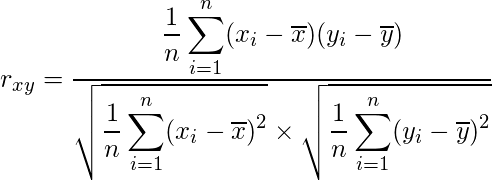 r_{xy} = \frac{\frac{1}{n}\sum_{i=1}^{n}(x_i - \overline{x})(y_i - \overline{y})}{\sqrt{\frac{1}{n}\sum_{i=1}^{n}(x_i - \overline{x})^2} \times \sqrt{\frac{1}{n}\sum_{i=1}^{n}(y_i - \overline{y})^2}}